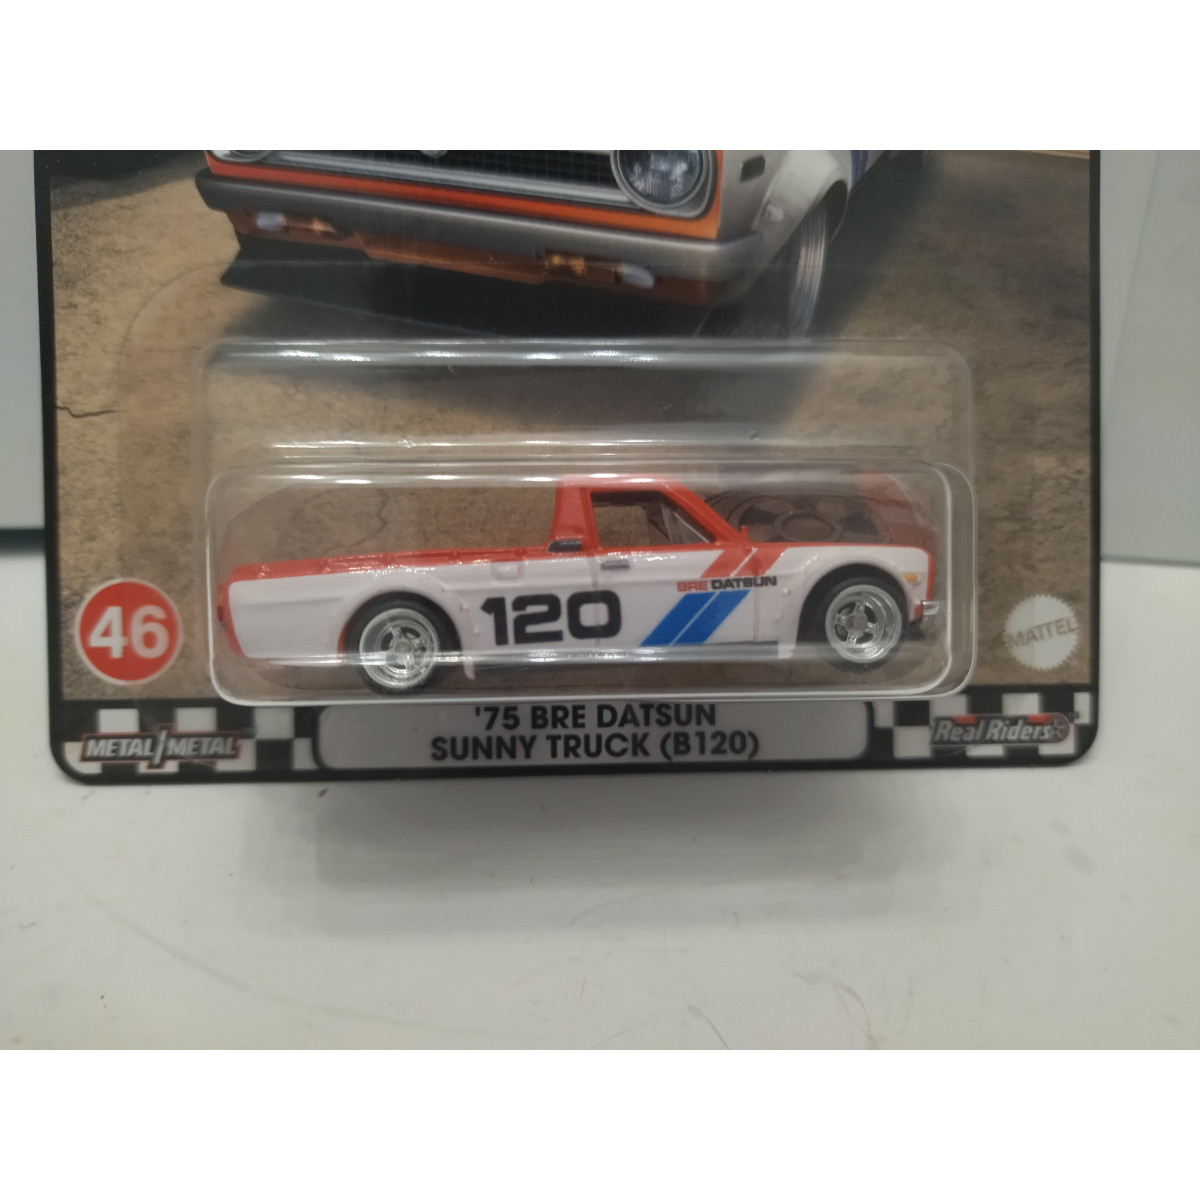 BRE DATSUN
120
46
MATTEL
METAL/METAL
'75 BRE DATSUN
SUNNY TRUCK (B120)
Real Riders